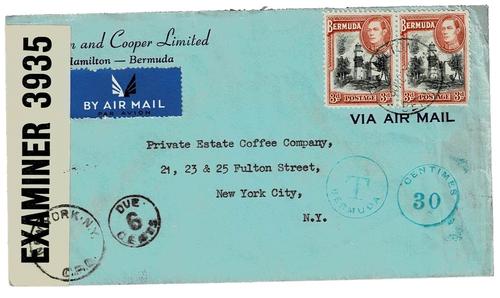 EXAMINER 3935
n and Cooper Limited
Hamilton — Bermuda
BY AIR MAIL
PAR AVION
BERMUDA BERMUDA
3d POSTAGE 3d 3d POSTAGE 3d
VIA AIR MAIL
Private Estate Coffee Company,
21, 23 & 25 Fulton Street,
New York City,
N.Y.
T
BERMUDA
CENTIMES
30
DUE
6
CENTS
YORK, N.Y.